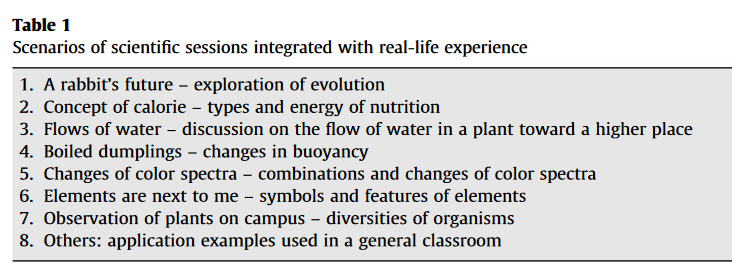 Table 1
Scenarios of scientific sessions integrated with real-life experience
1. A rabbit's future – exploration of evolution
2. Concept of calorie – types and energy of nutrition
3. Flows of water – discussion on the flow of water in a plant toward a higher place
4. Boiled dumplings – changes in buoyancy
5. Changes of color spectra – combinations and changes of color spectra
6. Elements are next to me – symbols and features of elements
7. Observation of plants on campus – diversities of organisms
8. Others: application examples used in a general classroom